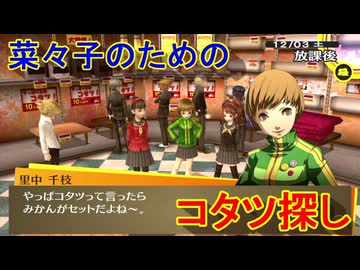 菜々子のための
12/03 土
放課後
里中 千枝
やっぱコタツって言ったら
みかんがセットだよね～。
コタツ探し